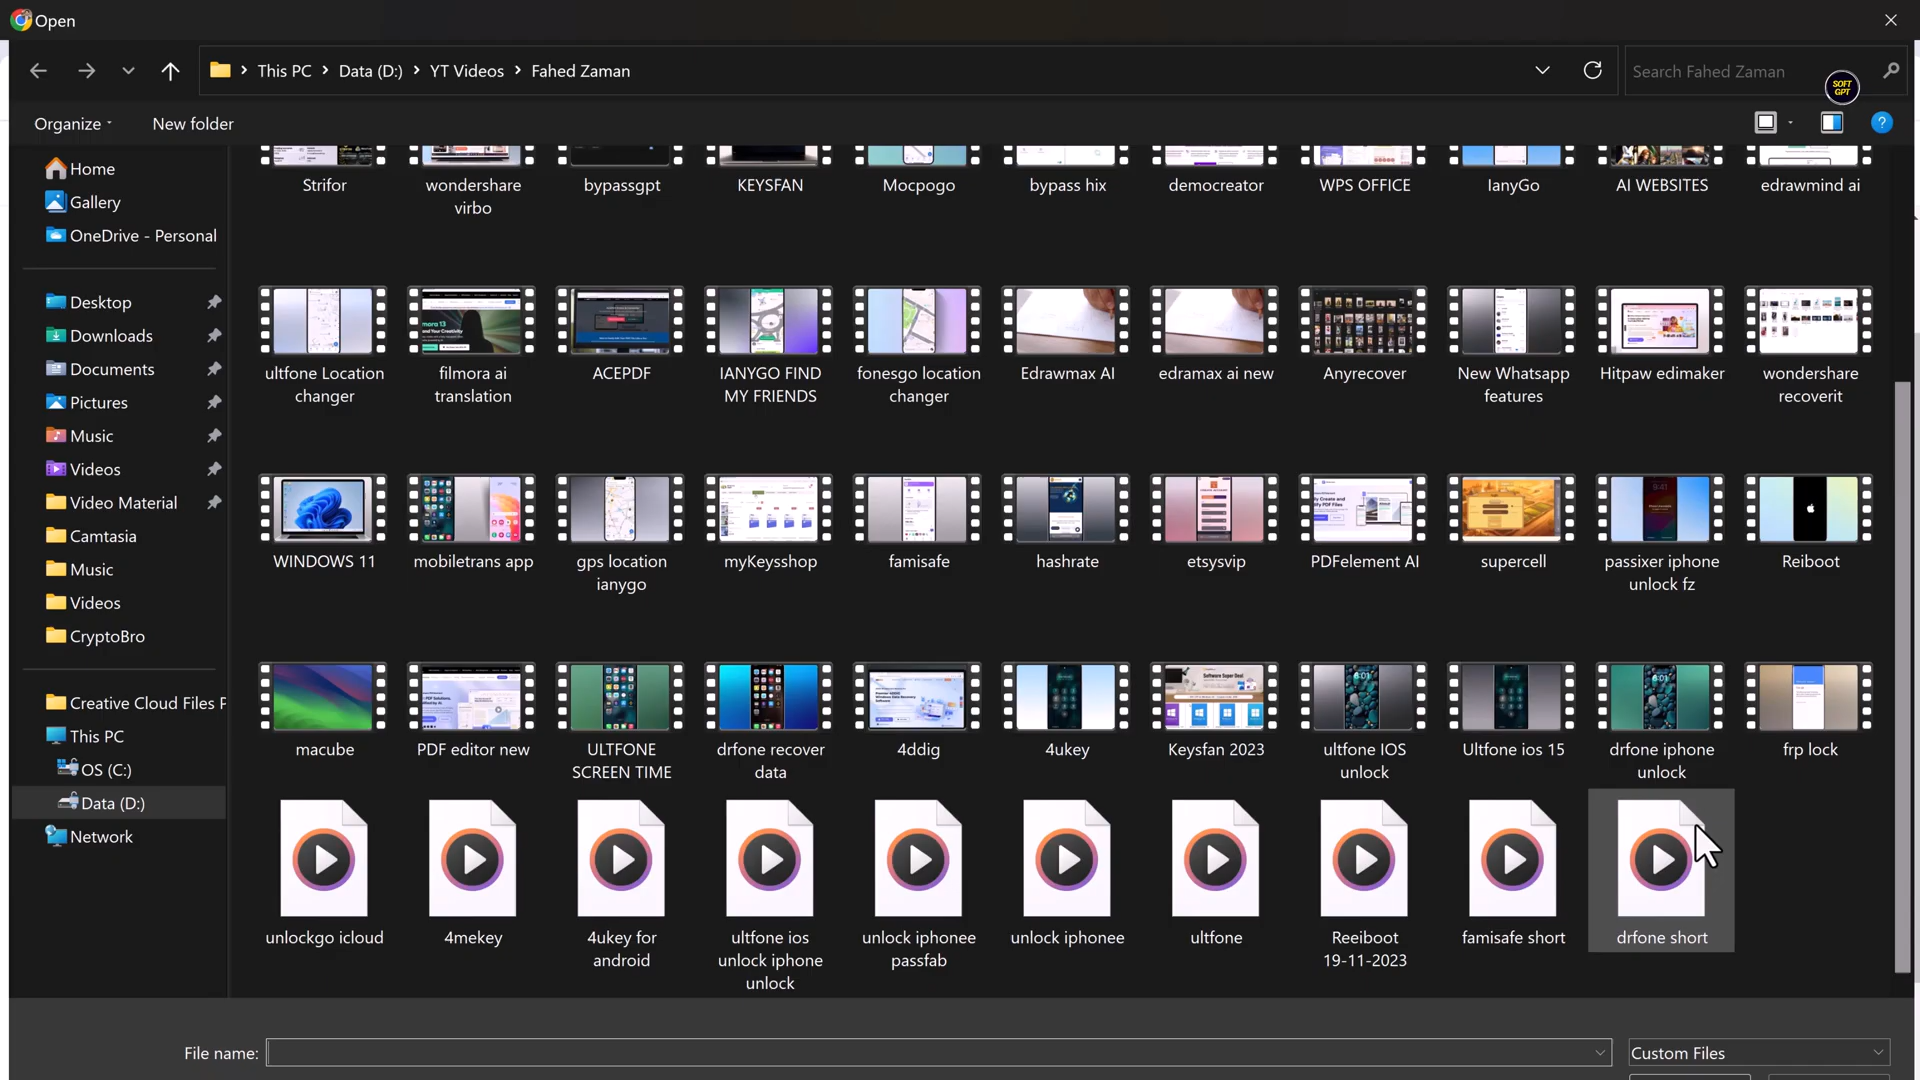 Open
This PC > Data (D:) > YT Videos > Fahed Zaman
Search Fahed Zaman
SOFT
GPT
Organize
New folder
Home
Gallery
OneDrive - Personal
Desktop
Downloads
Documents
Pictures
Music
Videos
Video Material
Camtasia
Music
Videos
CryptoBro
Creative Cloud Files P
This PC
OS (C:)
Data (D:)
Network
Strifor
wondershare
virbo
bypassgpt
KEYSFAN
Mocpogo
bypass hix
democreator
WPS OFFICE
IanyGo
AI WEBSITES
edrawmind ai
ultfone Location
changer
filmora ai
translation
ACEPDF
IANYGO FIND
MY FRIENDS
fonesgo location
changer
Edrawmax AI
edramax ai new
Anyrecover
New Whatsapp
features
Hitpaw edimaker
wondershare
recoverit
WINDOWS 11
mobiletrans app
gps location
ianygo
myKeysshop
famisafe
hashrate
etsysvip
PDFelement AI
supercell
passixer iphone
unlock fz
Reiboot
macube
PDF editor new
ULTFONE
SCREEN TIME
drfone recover
data
4ddig
4ukey
Keysfan 2023
ultfone IOS
unlock
Ultfone ios 15
drfone iphone
unlock
frp lock
unlockgo icloud
4mekey
4ukey for
android
ultfone ios
unlock iphone
unlock
unlock iphonee
passfab
unlock iphonee
ultfone
Reeiboot
19-11-2023
famisafe short
drfone short
File name:
Custom Files